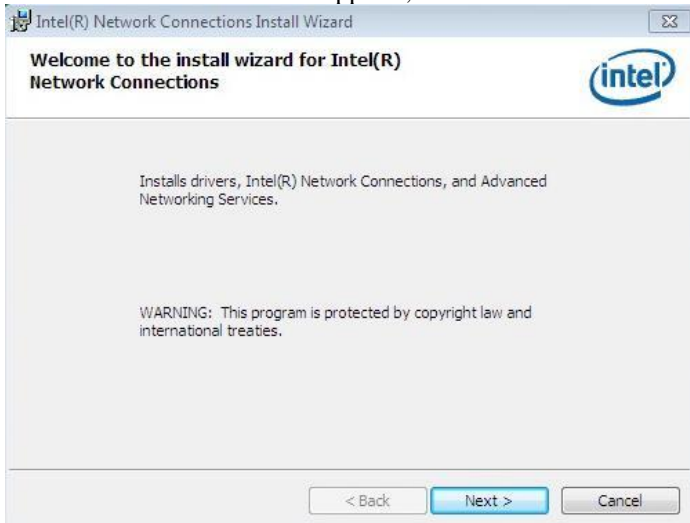 Intel(R) Network Connections Install Wizard
Welcome to the install wizard for Intel(R)
Network Connections
intel
Installs drivers, Intel(R) Network Connections, and Advanced
Networking Services.
WARNING: This program is protected by copyright law and
international treaties.
< Back
Next >
Cancel